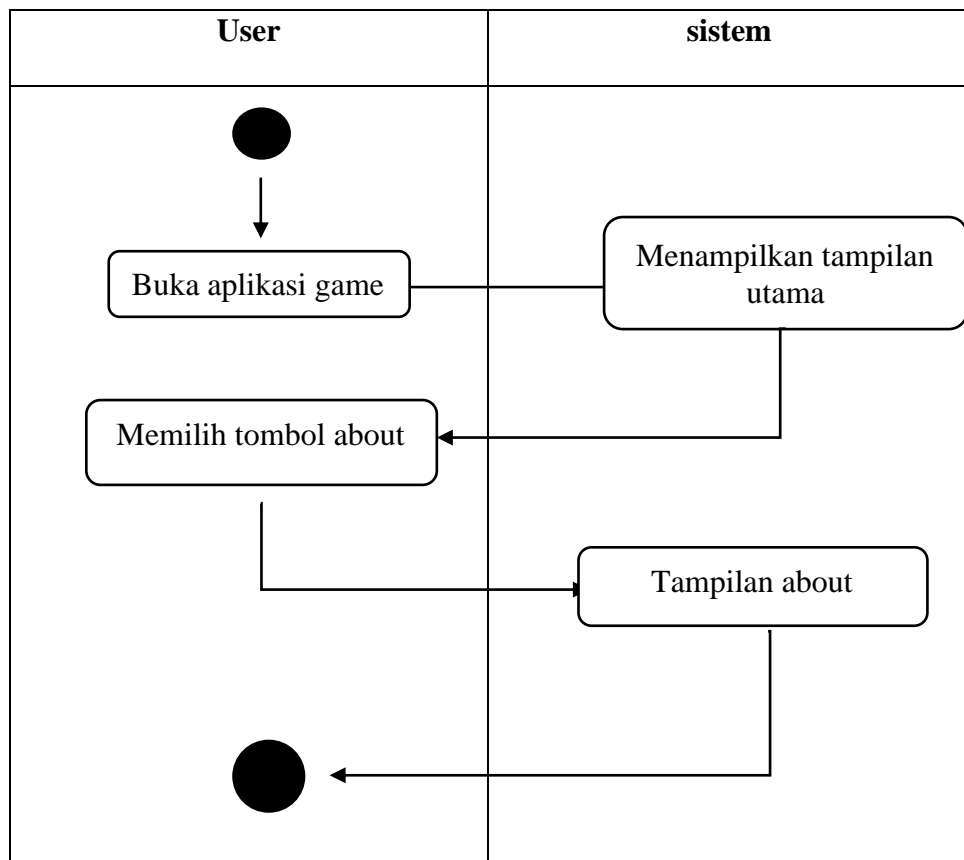 User
sistem
Buka aplikasi game
Menampilkan tampilan
utama
Memilih tombol about
Tampilan about